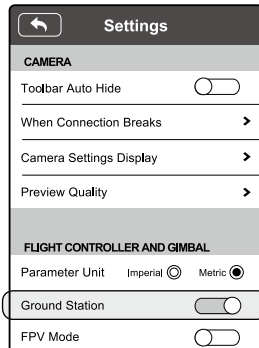 Settings
CAMERA
Toolbar Auto Hide
When Connection Breaks
Camera Settings Display
Preview Quality
FLIGHT CONTROLLER AND GIMBAL
Parameter Unit Imperial Metric
Ground Station
FPV Mode